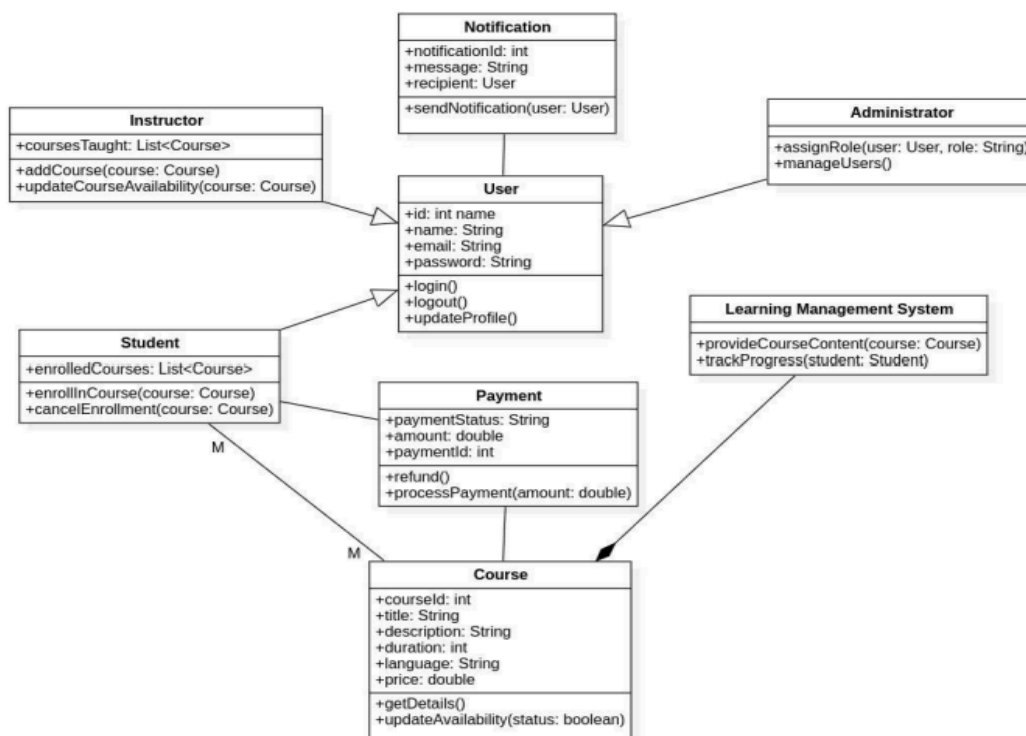 Notification
+notificationId: int
+message: String
+recipient: User
+sendNotification(user: User)
Instructor
+coursesTaught: List<Course>
+addCourse(course: Course)
+updateCourseAvailability(course: Course)
Administrator
+assignRole(user: User, role: String)
+manageUsers()
User
+id: int name
+name: String
+email: String
+password: String
+login()
+logout()
+updateProfile()
Learning Management System
+provideCourseContent(course: Course)
+trackProgress(student: Student)
Student
+enrolledCourses: List<Course>
+enrollInCourse(course: Course)
+cancelEnrollment(course: Course)
Payment
+paymentStatus: String
+amount: double
+paymentId: int
+refund()
+processPayment(amount: double)
M
M
Course
+courseId: int
+title: String
+description: String
+duration: int
+language: String
+price: double
+getDetails()
+updateAvailability(status: boolean)